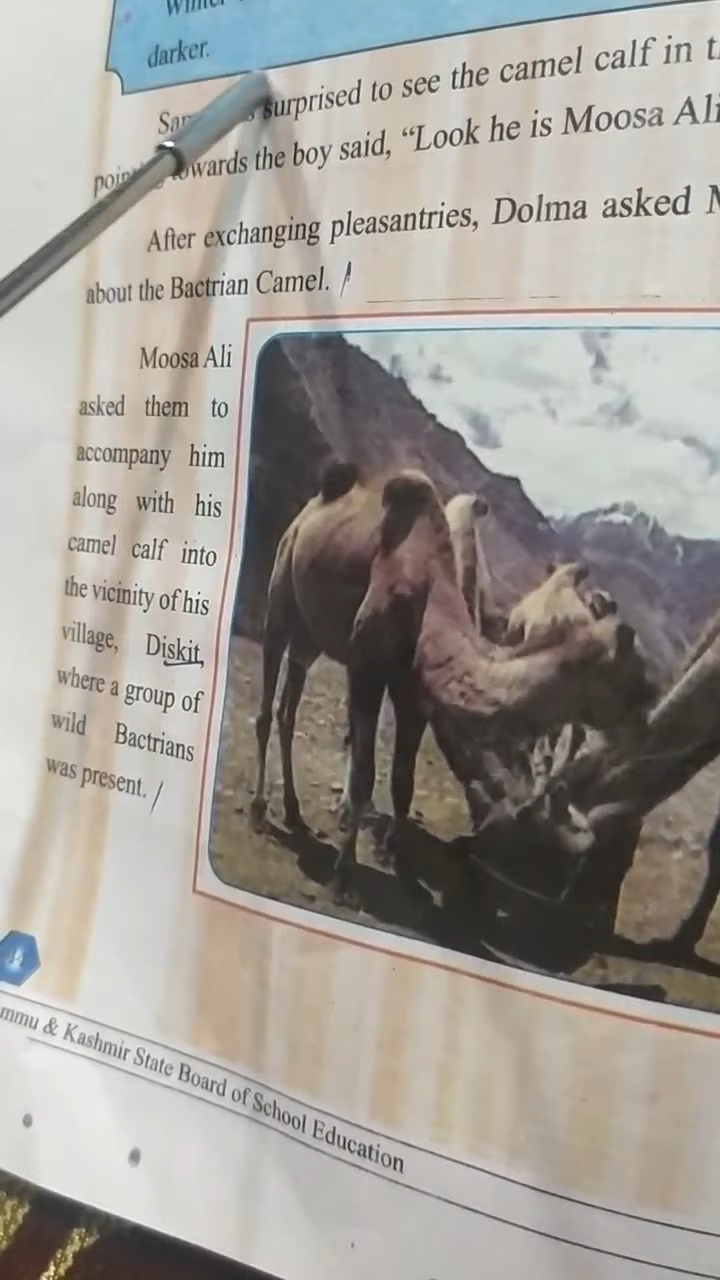 darker.
surprised to see the camel calf in
towards the boy said, “Look he is Moosa Ali
After exchanging pleasantries, Dolma asked
about the Bactrian Camel.
Moosa Ali
asked them to
accompany him
along with his
camel calf into
the vicinity of his
village, Diskit,
where a group of
wild Bactrians
was present.
mmu & Kashmir State Board of School Education